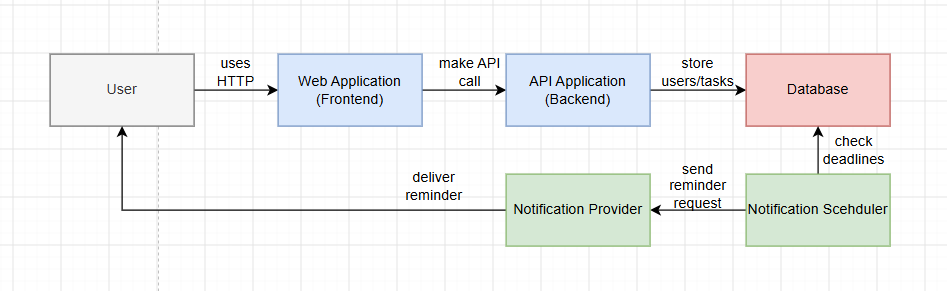 uses
HTTP
make API
call
store
users/tasks
User
Web Application
(Frontend)
API Application
(Backend)
Database
check
deadlines
send
reminder
request
deliver
reminder
Notification Provider
Notification Scehduler